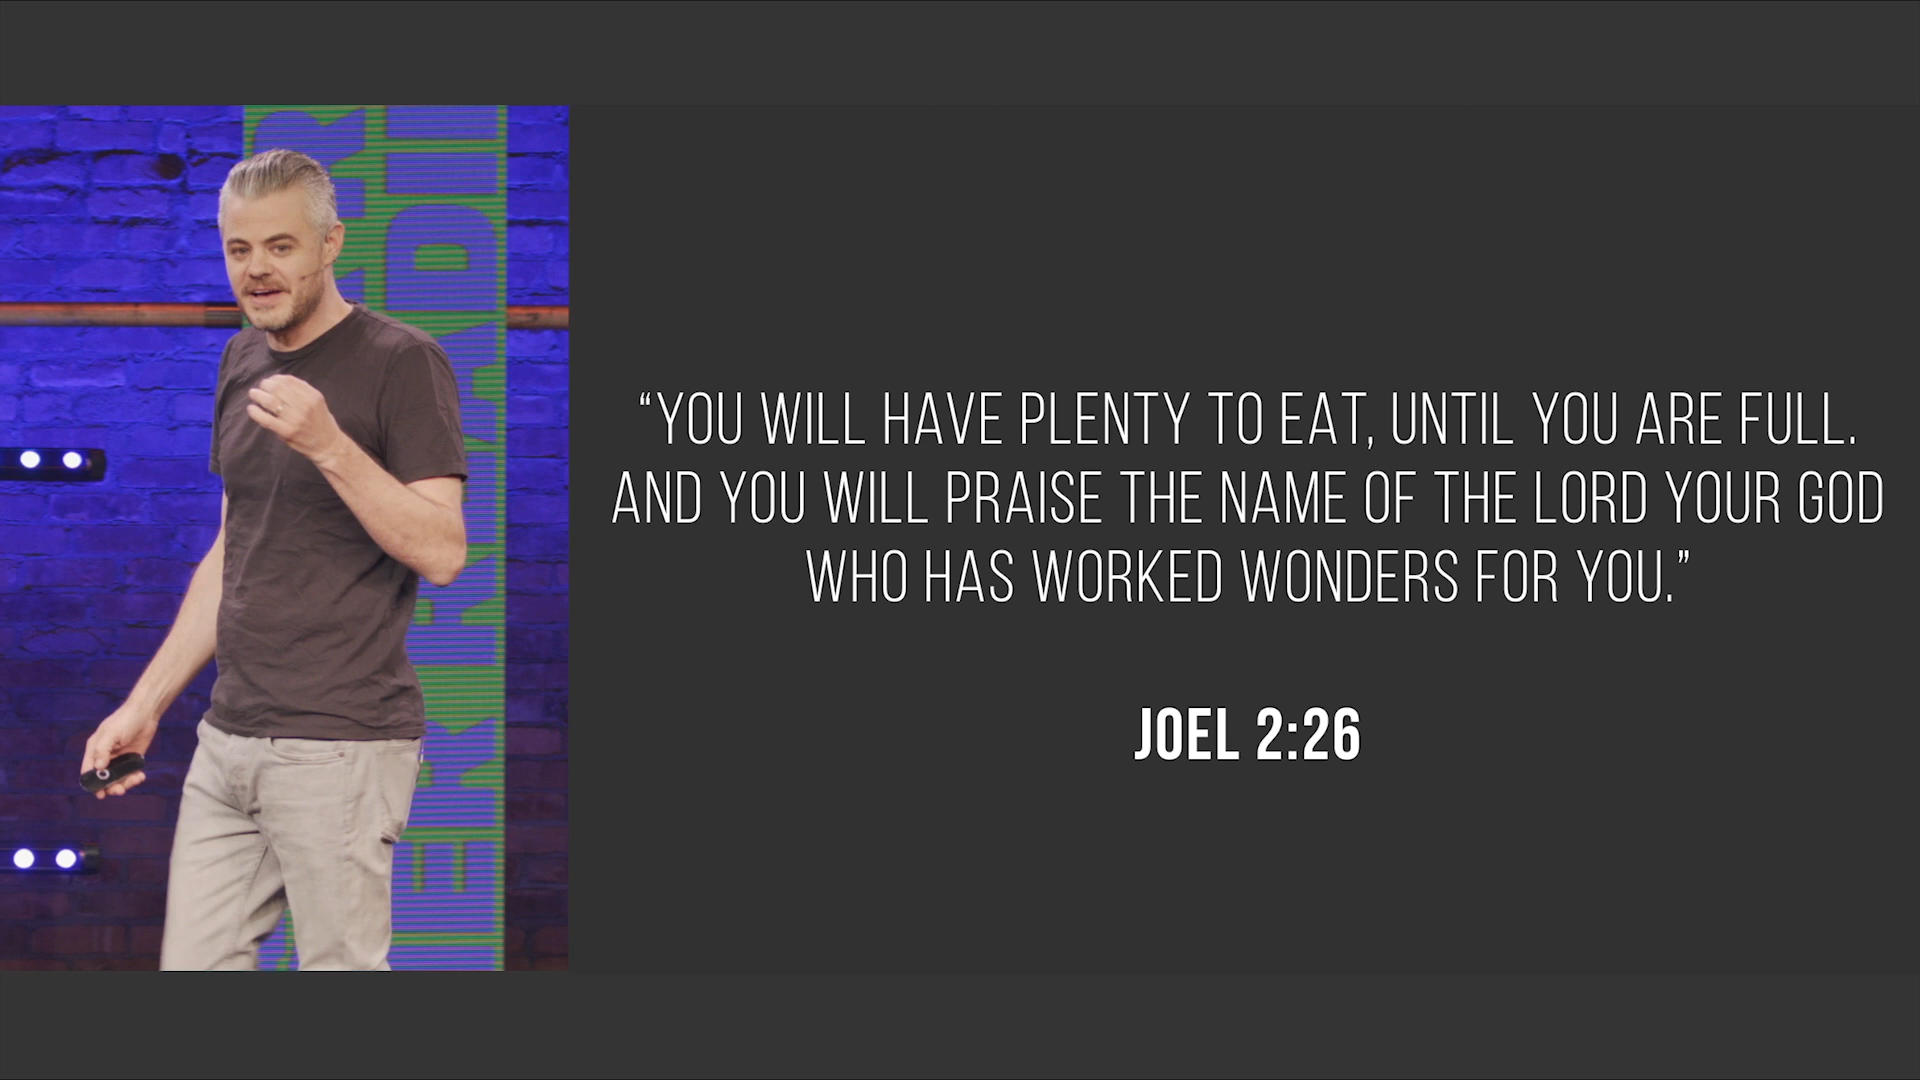 “YOU WILL HAVE PLENTY TO EAT, UNTIL YOU ARE FULL.
AND YOU WILL PRAISE THE NAME OF THE LORD YOUR GOD
WHO HAS WORKED WONDERS FOR YOU.”
JOEL 2:26